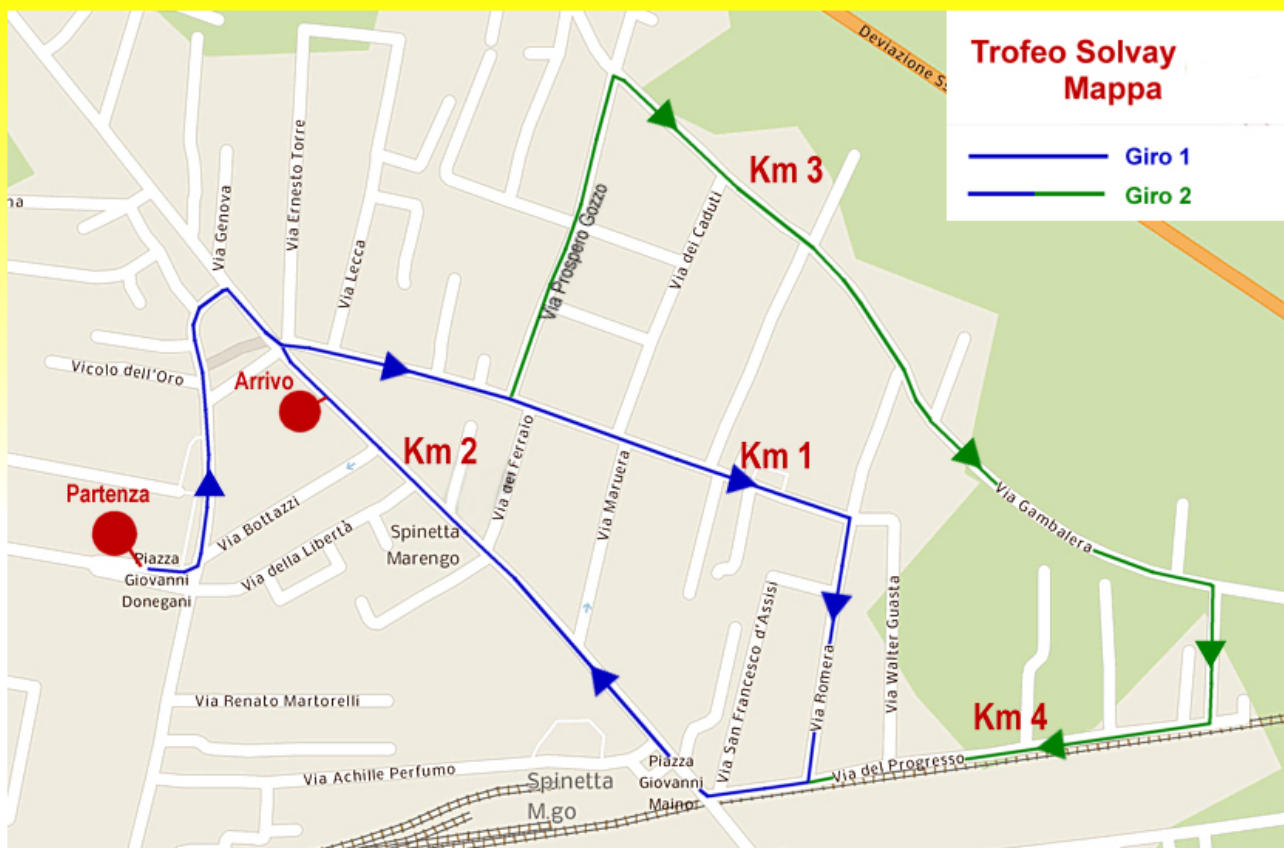 Deviazione Ss
Trofeo Solvay
Mappa
Giro 1
Giro 2
Km 3
na
Via Genova
Via Ernesto Torre
Via Lecca
Via Prospero Gozzo
Via dei Caduti
Vicolo dell'Oro
Arrivo
Km 2
Km 1
Partenza
Via Bottazzi
Via dei Ferraio
Via Maruera
Via Gambalera
Spinetta
Marengo
Via della Libertà
Piazza
Giovanni
Donegani
Via San Francesco d'Assisi
Via Romera
Via Walter Guasta
Via Renato Martorelli
Km 4
Via Achille Perfumo
Piazza
Giovanni
Maino
Via del Progresso
Spinetta
M.go